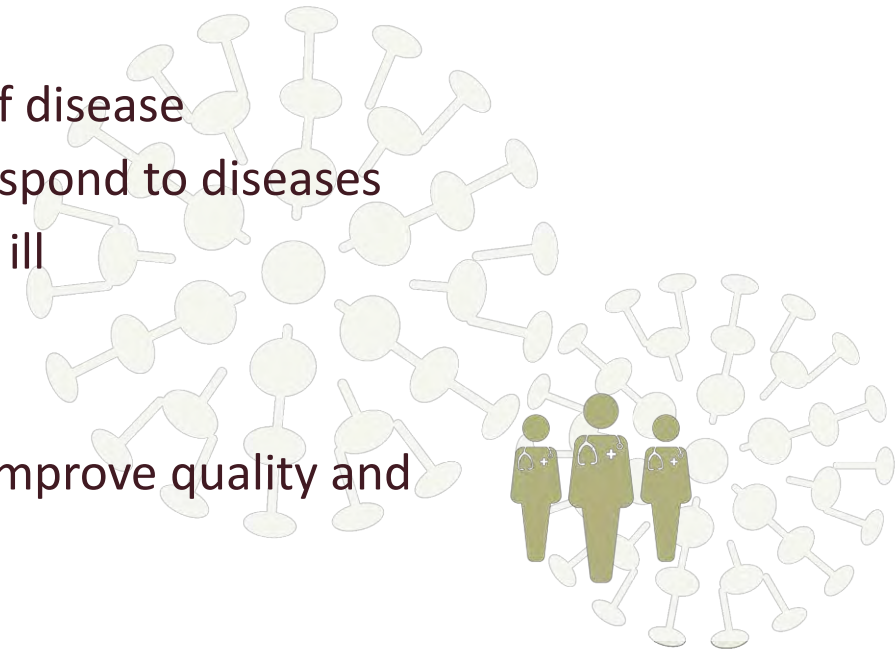 f disease
spond to diseases
ill
mprove quality and